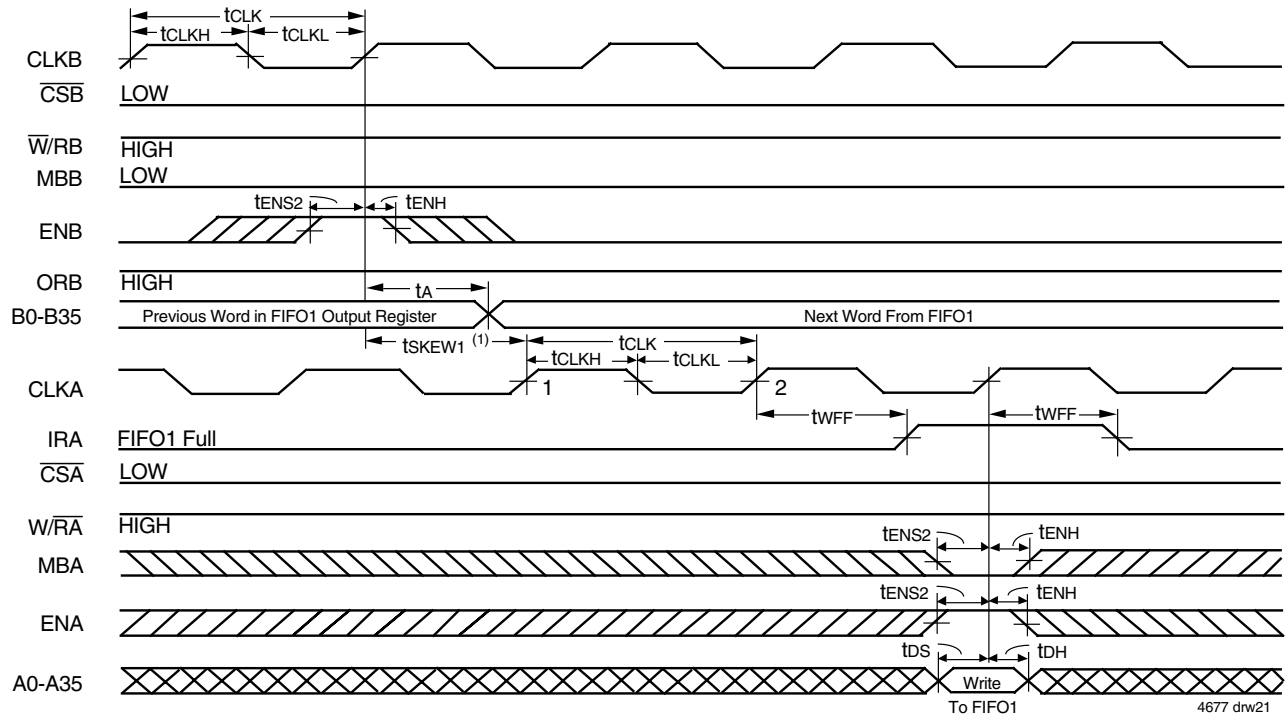 tCLK
tCLKH tCLKL
CLKB
CSB LOW
W/RB HIGH
MBB LOW
tENS2 tENH
ENB
ORB HIGH
tA
B0-B35 Previous Word in FIFO1 Output Register Next Word From FIFO1
tSKEW1 (1) tCLK
tCLKH tCLKL
CLKA 1 2
tWFF tWFF
IRA FIFO1 Full
CSA LOW
W/RA HIGH
tENS2 tENH
MBA
tENS2 tENH
ENA
tDS tDH
A0-A35 Write
To FIFO1 4677 drw21